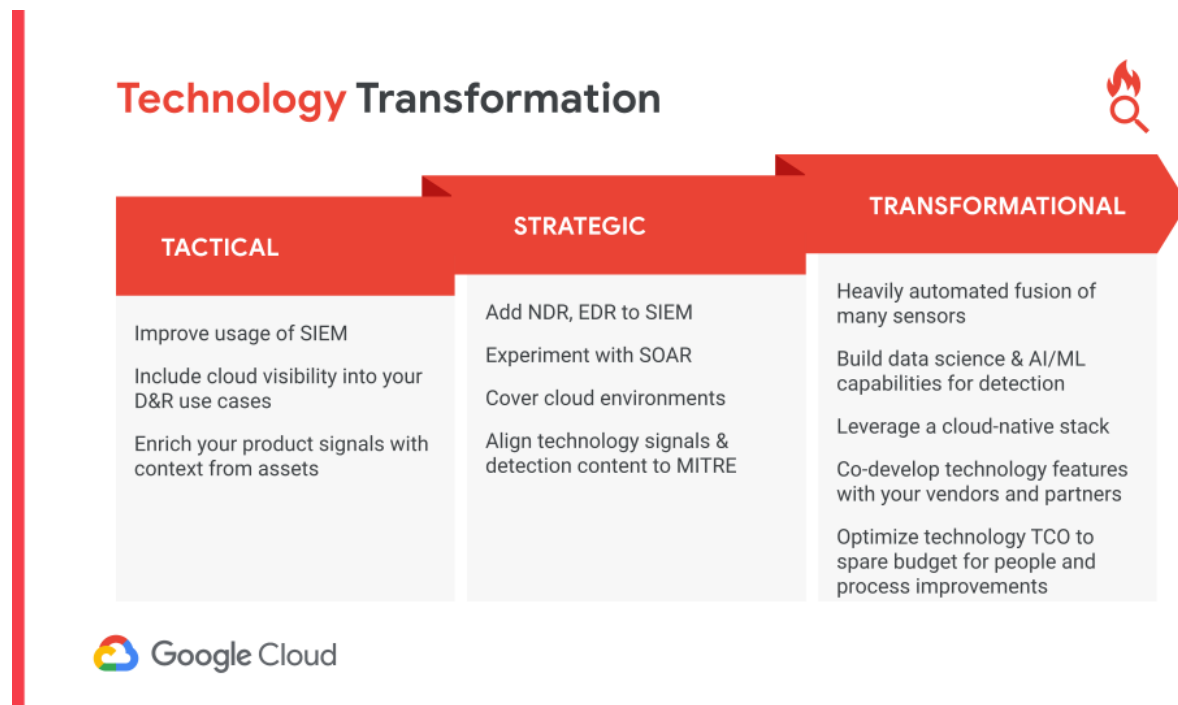 Technology Transformation
TACTICAL
Improve usage of SIEM
Include cloud visibility into your
D&R use cases
Enrich your product signals with
context from assets
STRATEGIC
Add NDR, EDR to SIEM
Experiment with SOAR
Cover cloud environments
Align technology signals &
detection content to MITRE
TRANSFORMATIONAL
Heavily automated fusion of
many sensors
Build data science & AI/ML
capabilities for detection
Leverage a cloud-native stack
Co-develop technology features
with your vendors and partners
Optimize technology TCO to
spare budget for people and
process improvements
Google Cloud